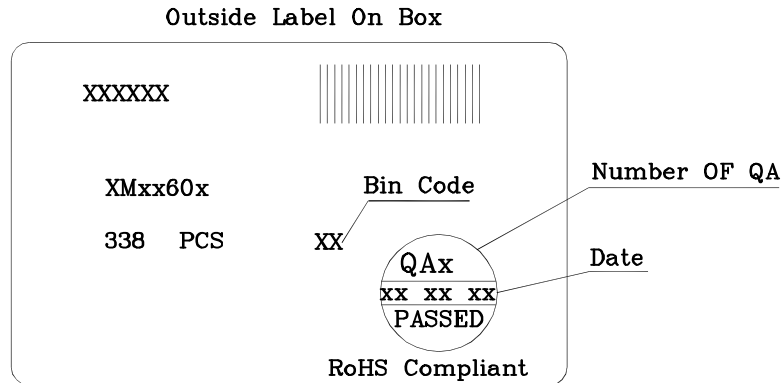 Outside Label On Box
XXXXXX
XMxx60x
Bin Code
Number OF QA
338 PCS
XX
QAx
Date
xx xx xx
PASSED
RoHS Compliant